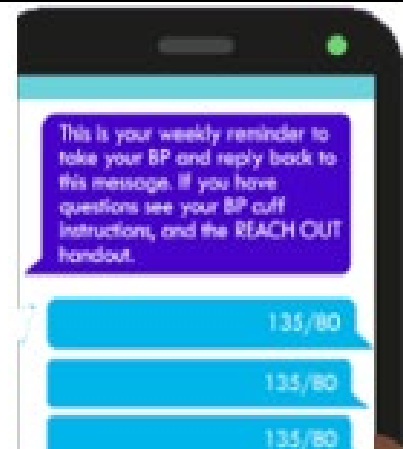 This is your weekly reminder to
take your BP and reply back to
this message. If you have
questions see your BP cuff
instructions, and the REACH OUT
handout.
135/80
135/80
135/80